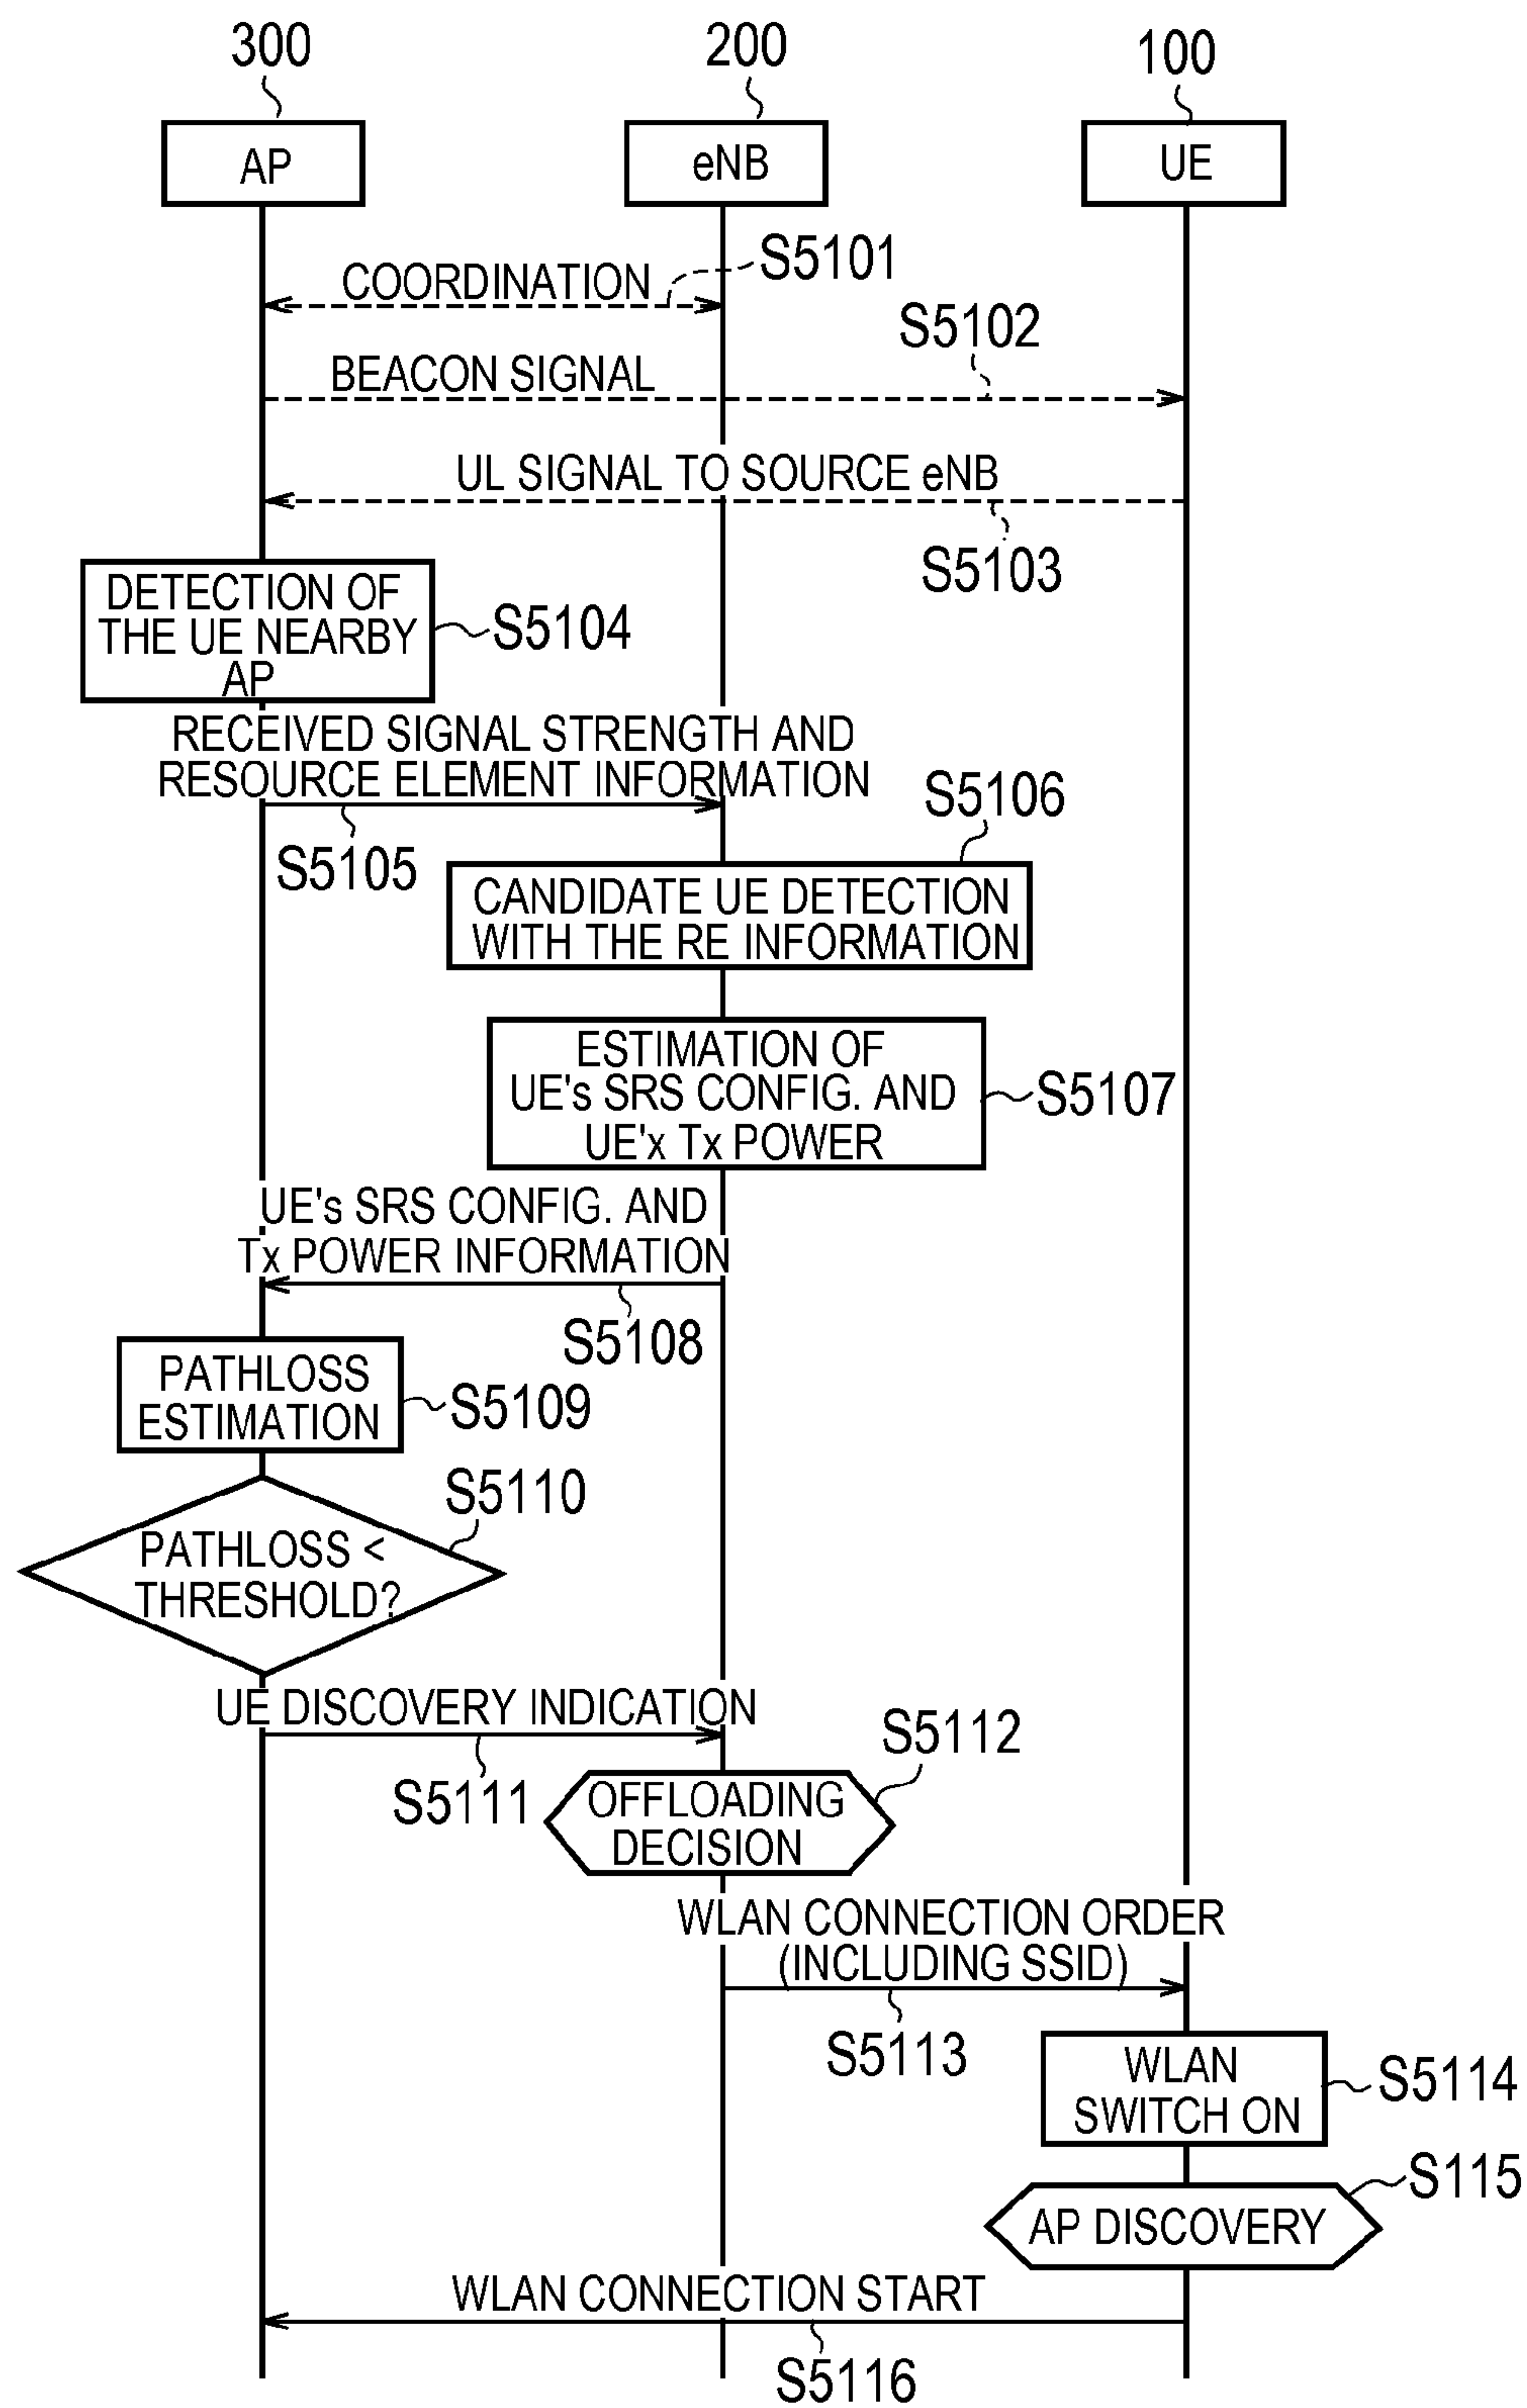 300
200
100
AP
eNB
UE
COORDINATION
S5101
S5102
BEACON SIGNAL
UL SIGNAL TO SOURCE eNB
S5103
DETECTION OF
THE UE NEARBY
AP
S5104
RECEIVED SIGNAL STRENGTH AND
RESOURCE ELEMENT INFORMATION
S5105
S5106
CANDIDATE UE DETECTION
WITH THE RE INFORMATION
ESTIMATION OF
UE's SRS CONFIG. AND
UE'x Tx POWER
S5107
UE's SRS CONFIG. AND
Tx POWER INFORMATION
S5108
PATHLOSS
ESTIMATION
S5109
S5110
PATHLOSS <
THRESHOLD?
UE DISCOVERY INDICATION
S5111
S5112
OFFLOADING
DECISION
WLAN CONNECTION ORDER
(INCLUDING SSID)
S5113
WLAN
SWITCH ON
S5114
S115
AP DISCOVERY
WLAN CONNECTION START
S5116